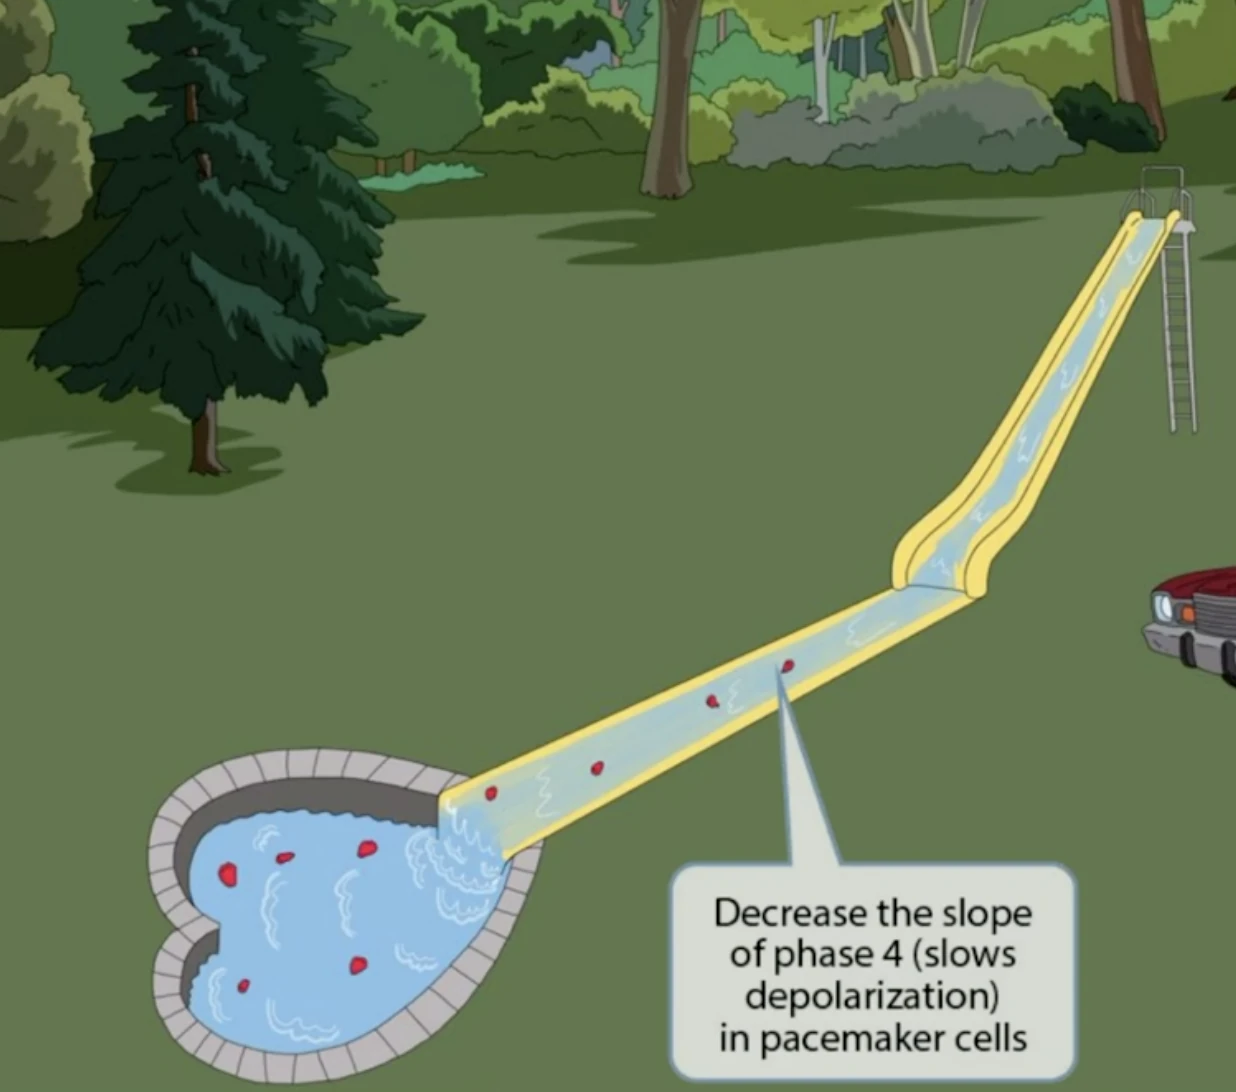 Decrease the slope
of phase 4 (slows
depolarization)
in pacemaker cells